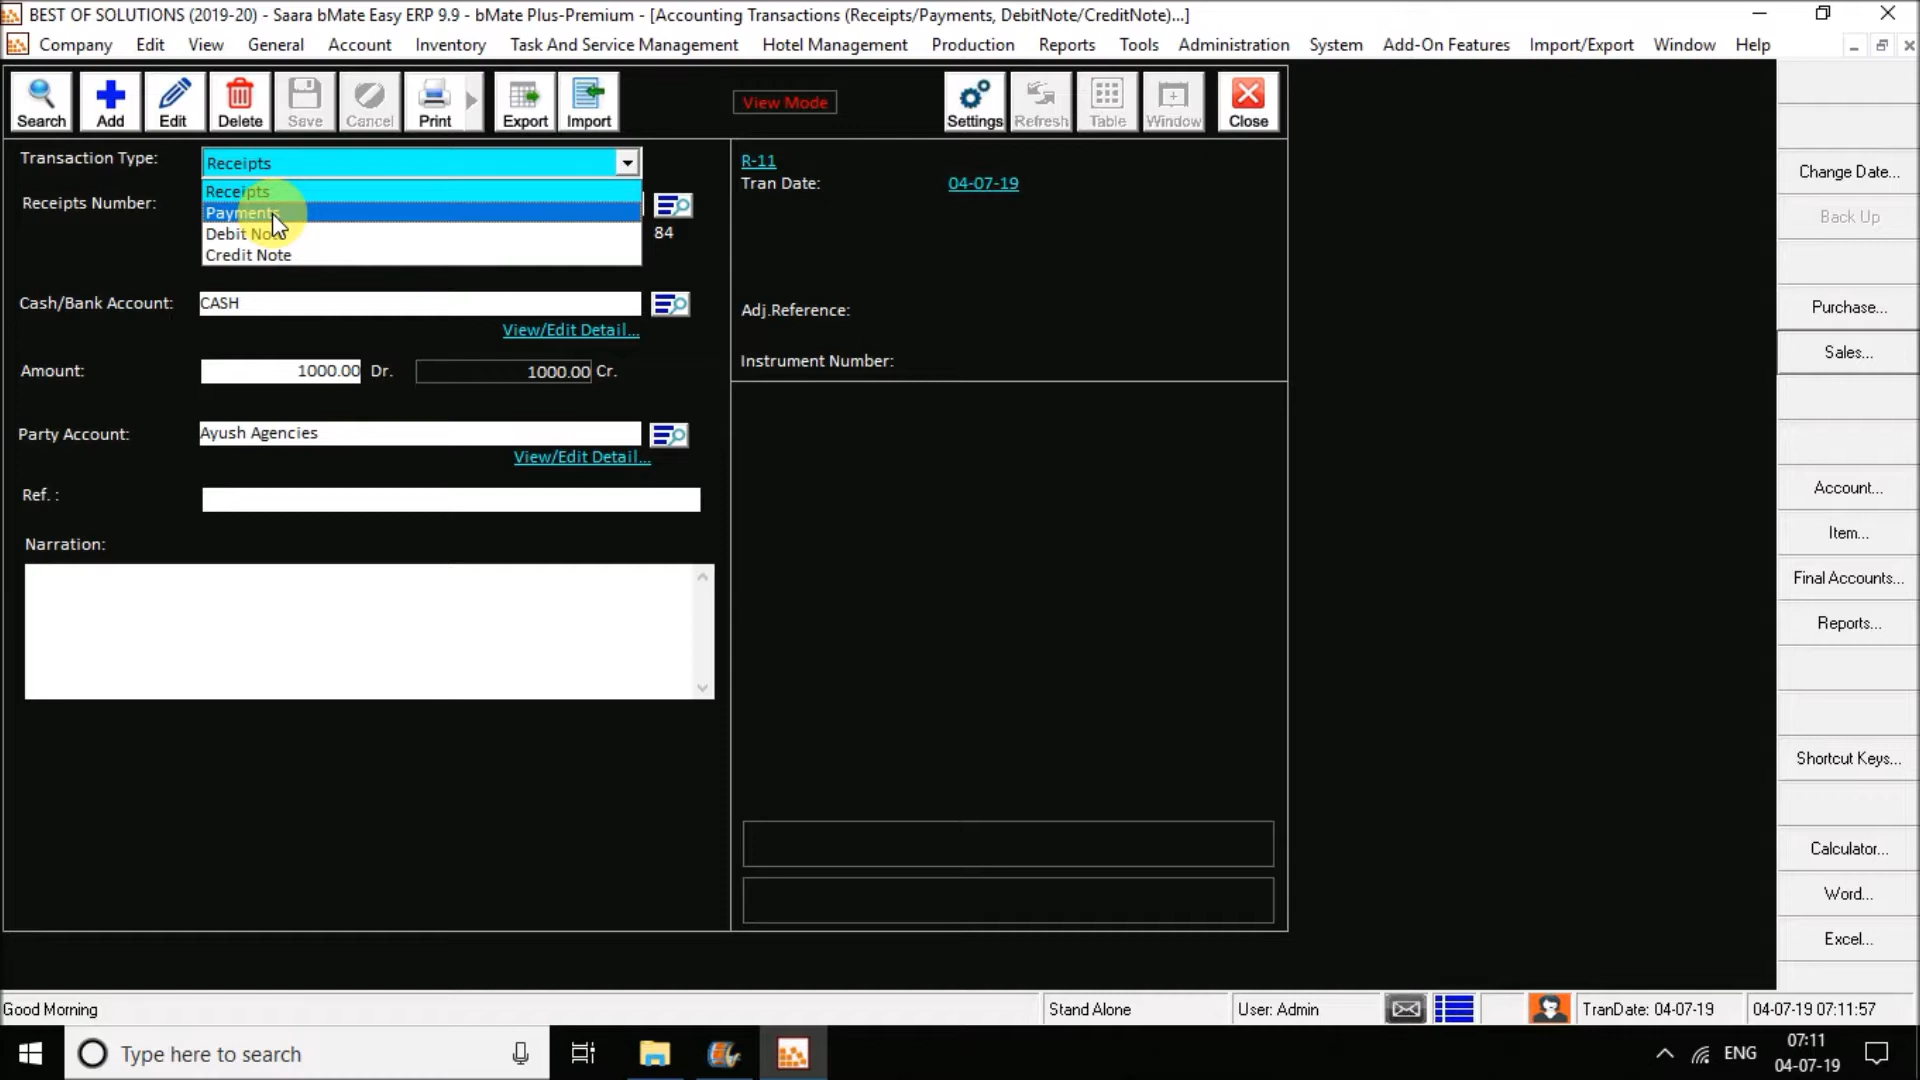 BEST OF SOLUTIONS (2019-20) - Saara bMate Easy ERP 9.9 - bMate Plus-Premium - [Accounting Transactions (Receipts/Payments, DebitNote/CreditNote)...]
Company Edit View General Account Inventory Task And Service Management Hotel Management Production Reports Tools Administration System Add-On Features Import/Export Window Help
Search Add Edit Delete Save Cancel Print Export Import View Mode Settings Refresh Table Window Close
Transaction Type: Receipts
Receipts
Payments
Debit Note
Credit Note
Receipts Number:
84
Cash/Bank Account: CASH
View/Edit Detail...
Amount: 1000.00 Dr. 1000.00 Cr.
Party Account: Ayush Agencies
View/Edit Detail...
Ref. :
Narration:
R-11
Tran Date: 04-07-19
Adj.Reference:
Instrument Number:
Change Date...
Back Up
Purchase...
Sales...
Account...
Item...
Final Accounts...
Reports...
Shortcut Keys...
Calculator...
Word...
Excel...
Good Morning Stand Alone User: Admin TranDate: 04-07-19 04-07-19 07:11:57
Type here to search ENG 07:11
04-07-19